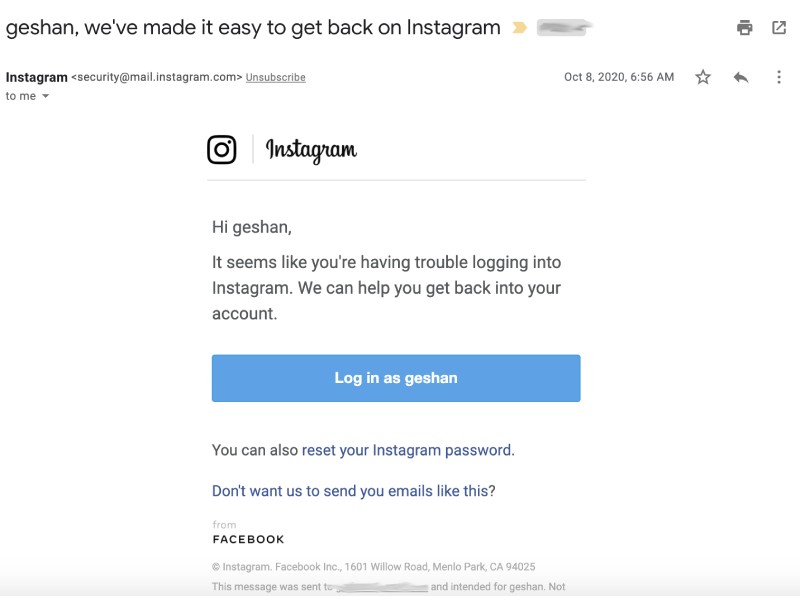 geshan, we've made it easy to get back on Instagram
Instagram <security@mail.instagram.com> Unsubscribe
Oct 8, 2020, 6:56 AM
to me
Instagram
Hi geshan,
It seems like you're having trouble logging into
Instagram. We can help you get back into your
account.
Log in as geshan
You can also reset your Instagram password.
Don't want us to send you emails like this?
from
FACEBOOK
© Instagram. Facebook Inc., 1601 Willow Road, Menlo Park, CA 94025
This message was sent to and intended for geshan. Not